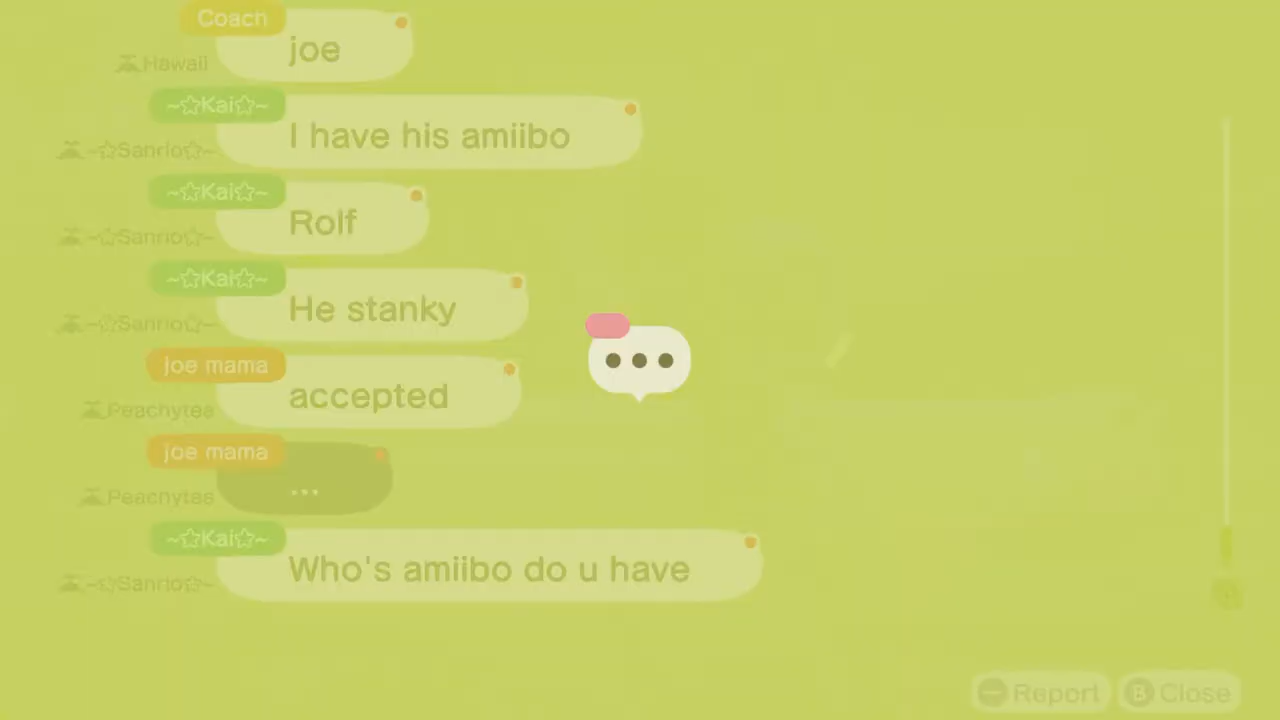 Coach
joe
Hawaii
~☆Kai☆~
I have his amiibo
~☆Sanrio☆~
~☆Kai☆~
Rolf
~☆Sanrio☆~
~☆Kai☆~
He stanky
~☆Sanrio☆~
joe mama
accepted
Peachytea
joe mama
...
Peachytea
~☆Kai☆~
Who's amiibo do u have
~☆Sanrio☆~
Report
B Close